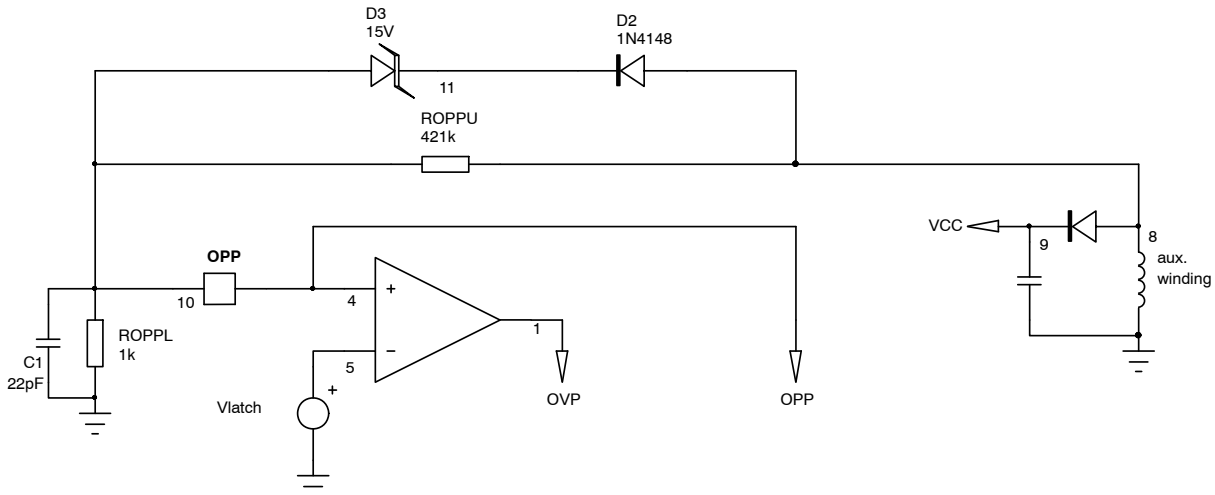 D3
15V
D2
1N4148
11
ROPPU
421k
VCC
9
8
aux.
winding
OPP
10
4
+
ROPPL
1k
C1
22pF
1
5
−
+
Vlatch
OVP
OPP